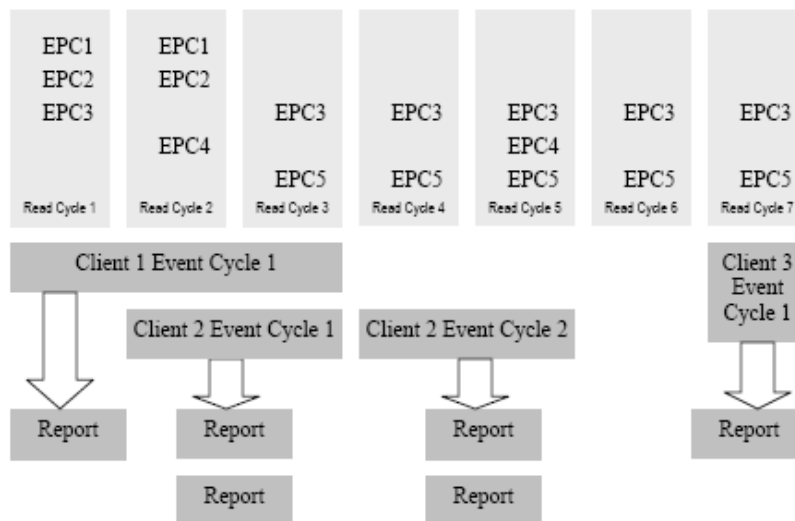 EPC1
EPC2
EPC3
Read Cycle 1
EPC1
EPC2
EPC4
Read Cycle 2
EPC3
EPC5
Read Cycle 3
EPC3
EPC5
Read Cycle 4
EPC3
EPC4
EPC5
Read Cycle 5
EPC3
EPC5
Read Cycle 6
EPC3
EPC5
Read Cycle 7
Client 1 Event Cycle 1
Client 3
Event
Cycle 1
Client 2 Event Cycle 1
Client 2 Event Cycle 2
Report
Report
Report
Report
Report
Report